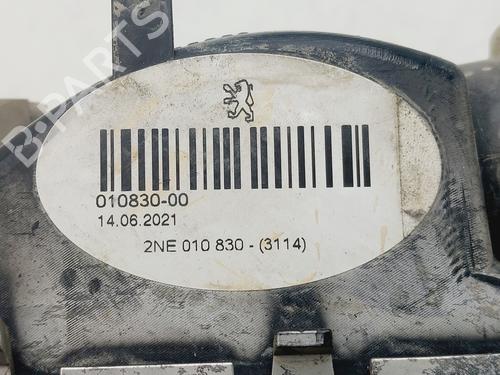 B-PARTS
010830-00
14.06.2021
2NE 010 830 - (3114)